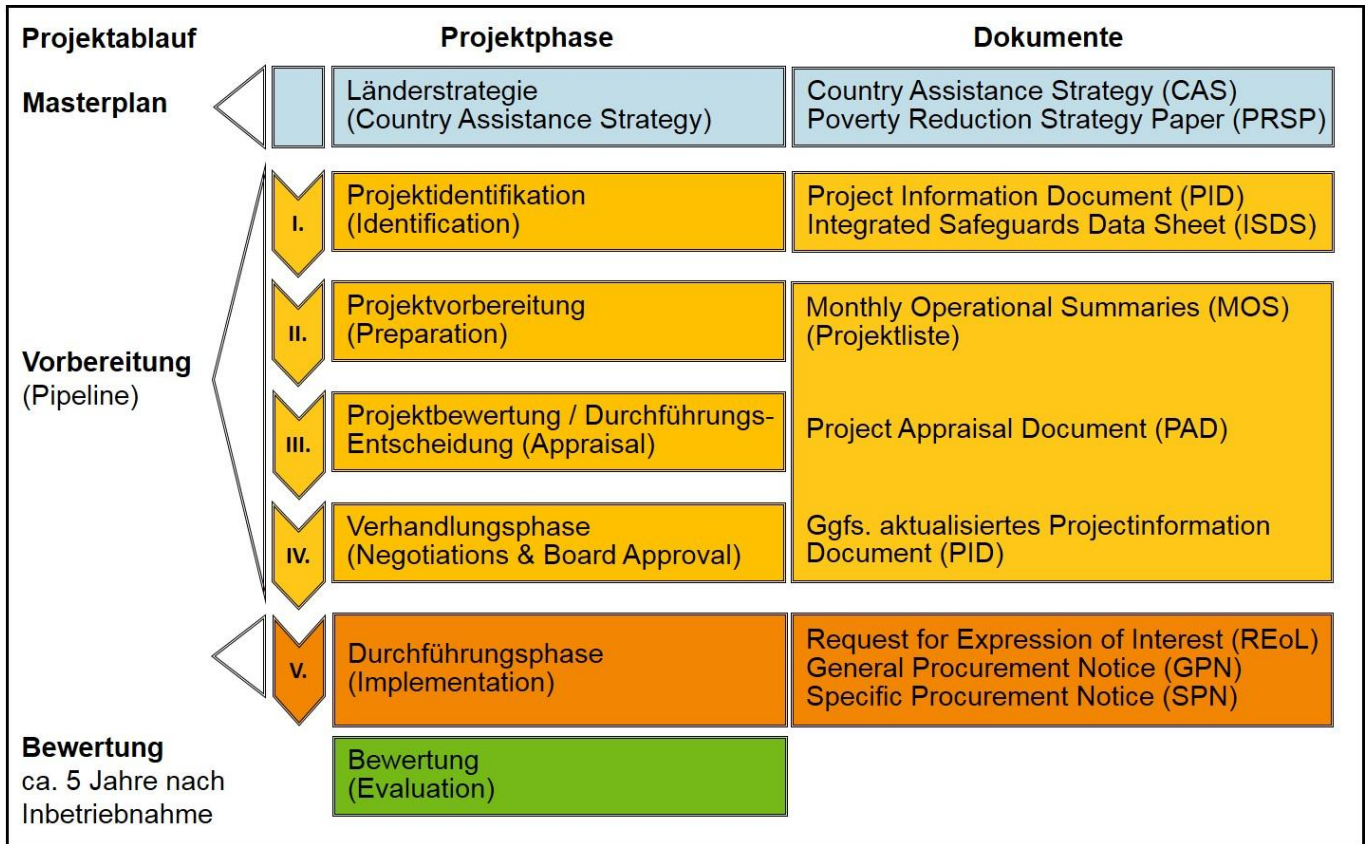 Projektablauf
Projektphase
Dokumente
Masterplan
Länderstrategie
(Country Assistance Strategy)
Country Assistance Strategy (CAS)
Poverty Reduction Strategy Paper (PRSP)
Vorbereitung
(Pipeline)
I.
Projektidentifikation
(Identification)
Project Information Document (PID)
Integrated Safeguards Data Sheet (ISDS)
II.
Projektvorbereitung
(Preparation)
Monthly Operational Summaries (MOS)
(Projektliste)
III.
Projektbewertung / Durchführungs-
Entscheidung (Appraisal)
Project Appraisal Document (PAD)
IV.
Verhandlungsphase
(Negotiations & Board Approval)
Ggfs. aktualisiertes Projectinformation
Document (PID)
V.
Durchführungsphase
(Implementation)
Request for Expression of Interest (REoL)
General Procurement Notice (GPN)
Specific Procurement Notice (SPN)
Bewertung
ca. 5 Jahre nach
Inbetriebnahme
Bewertung
(Evaluation)